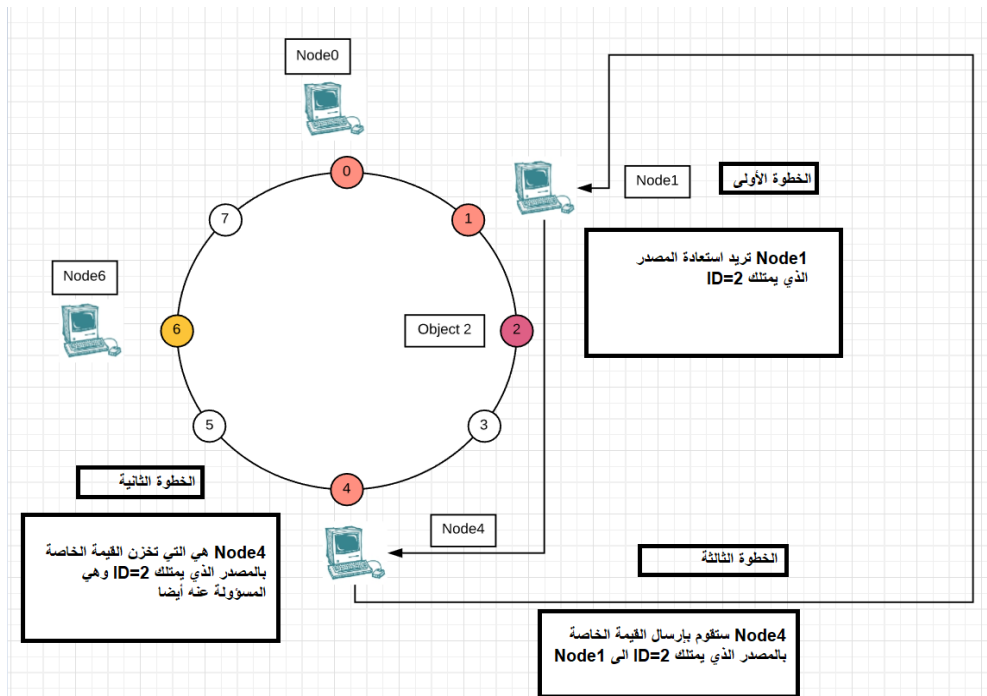 Node0
0
Node1
الخطوة الأولى
7
1
Node1 تريد استعادة المصدر
الذي يمتلك ID=2
Node6
6
Object 2
2
5
3
الخطوة الثانية
4
Node4
Node4 هي التي تخزن القيمة الخاصة
بالمصدر الذي يمتلك ID=2 وهي
المسؤولة عنه أيضا
الخطوة الثالثة
Node4 ستقوم بإرسال القيمة الخاصة
بالمصدر الذي يمتلك ID=2 الى Node1